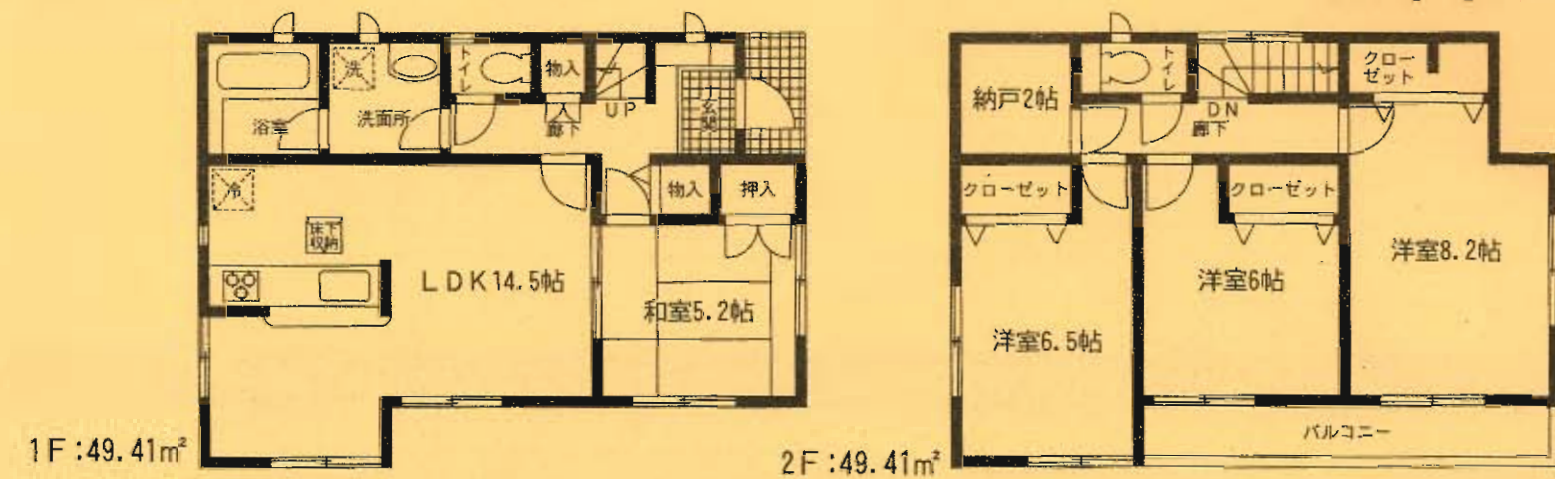 浴室
洗
洗面所
トイレ
物入
廊下
UP
玄関
冷
床下
収納
LDK14.5帖
物入
押入
和室5.2帖
1F:49.41m²
納戸2帖
トイレ
DN
廊下
クロー
ゼット
クローゼット
クローゼット
洋室6.5帖
洋室6帖
洋室8.2帖
バルコニー
2F:49.41m²